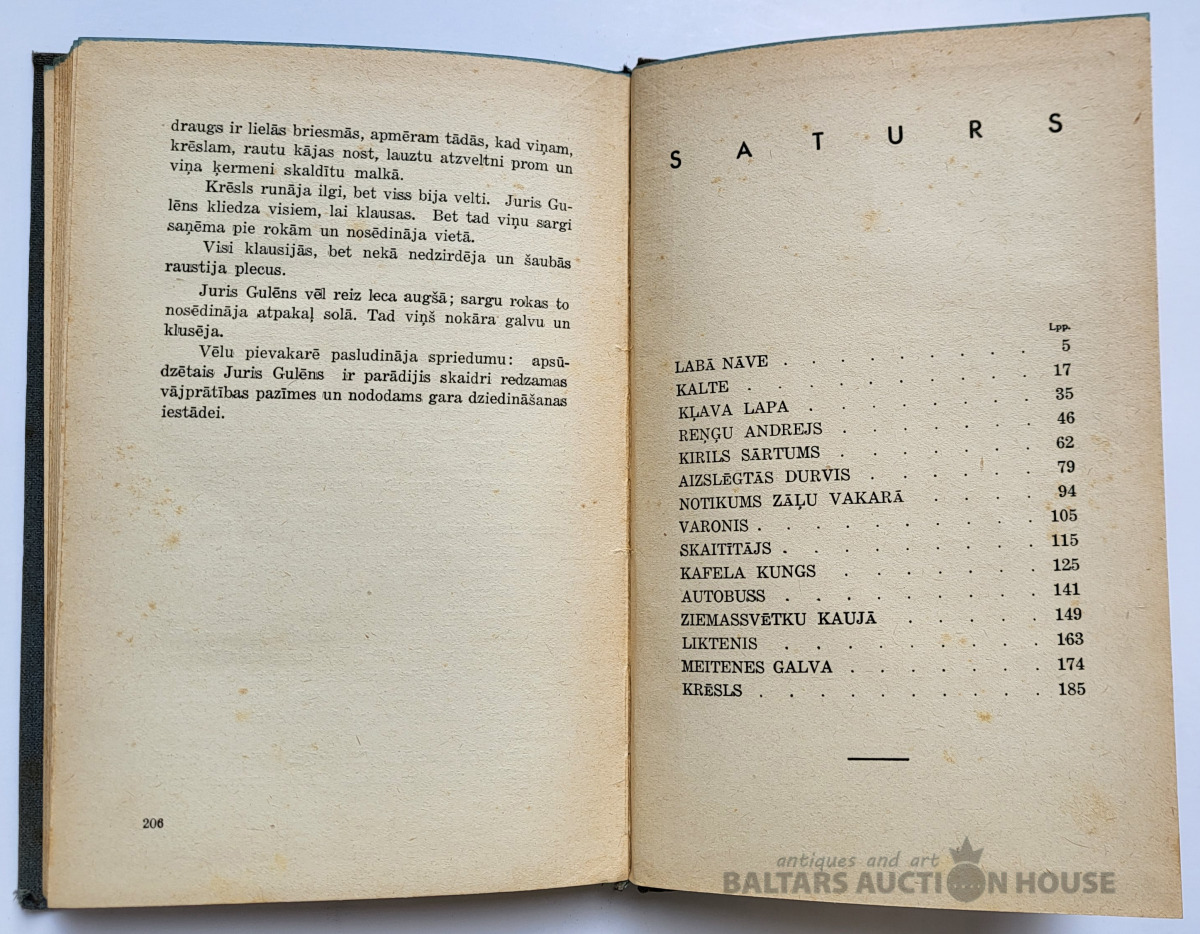 draugs ir lielās briesmās, apmēram tādās, kad viņam,
krēslam, rautu kājas nost, lauztu atzveltni prom un
viņa ķermeni skaldītu malkā.
Krēsls runāja ilgi, bet viss bija velti. Juris Gu-
lēns kliedza visiem, lai klausas. Bet tad viņu sargi
saņēma pie rokām un nosēdināja vietā.
Visi klausijās, bet nekā nedzirdēja un šaubās
raustija plecus.
Juris Gulēns vēl reiz leca augšā; sargu rokas to
nosēdināja atpakaļ solā. Tad viņš nokāra galvu un
klusēja.
Vēlu pievakarē pasludināja spriedumu: apsū-
dzētais Juris Gulēns ir parādijis skaidri redzamas
vājprātības pazīmes un nododams gara dziedināšanas
iestādei.
206
SATURS
Lpp.
LABĀ NĀVE . . . . . . . . . 5
KALTE . . . . . . . . . . 17
KĻAVA LAPA . . . . . . . . 35
REŅĢU ANDREJS . . . . . . . 46
KIRILS SĀRTUMS . . . . . . . 62
AIZSLĒGTĀS DURVIS . . . . . . 79
NOTIKUMS ZĀĻU VAKARĀ . . . . 94
VARONIS . . . . . . . . . 105
SKAITĪTĀJS . . . . . . . . . 115
KAFELA KUNGS . . . . . . . 125
AUTOBUSS . . . . . . . . . 141
ZIEMASSVĒTKU KAUJĀ . . . . . 149
LIKTENIS . . . . . . . . . 163
MEITENES GALVA . . . . . . . 174
KRĒSLS . . . . . . . . . . 185
antiques and art
BALTARS AUCTION HOUSE